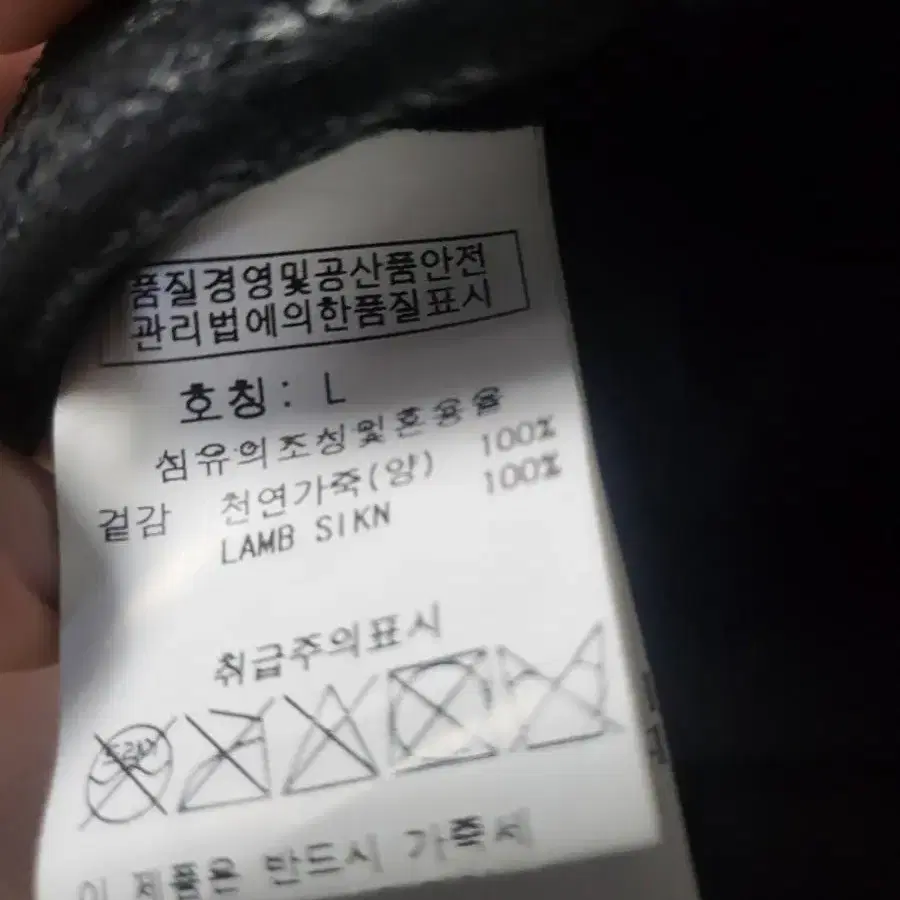 품질경영및공산품안전
관리법에의한품질표시
호칭: L
섬유의조성및혼용율
겉감 천연가죽(양) 100%
LAMB SIKN 100%
취급주의표시
드라이
이 제품은 반드시 가죽세